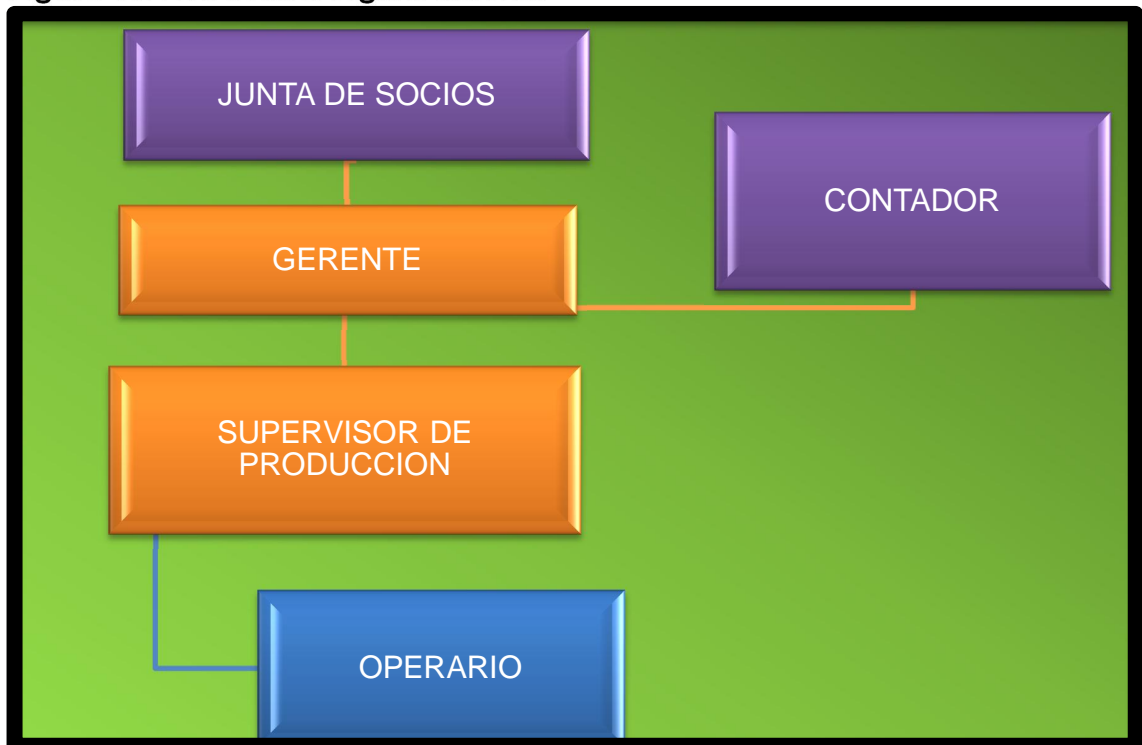 JUNTA DE SOCIOS
CONTADOR
GERENTE
SUPERVISOR DE
PRODUCCION
OPERARIO